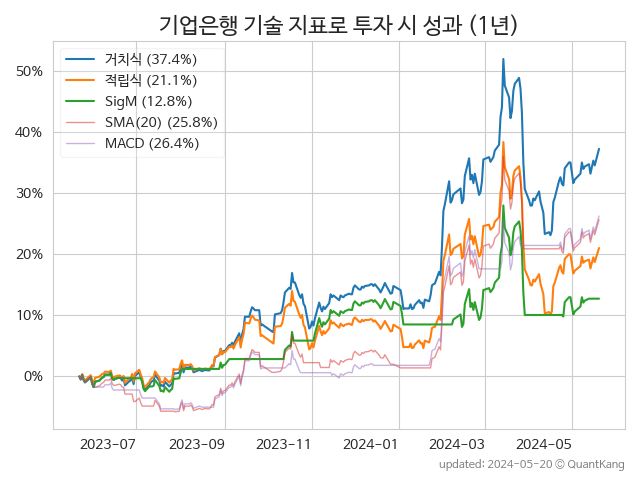 기업은행 기술 지표로 투자 시 성과 (1년)
거치식 (37.4%)
적립식 (21.1%)
SigM (12.8%)
SMA(20) (25.8%)
MACD (26.4%)
50%
40%
30%
20%
10%
0%
2023-07 2023-09 2023-11 2024-01 2024-03 2024-05
updated: 2024-05-20 © QuantKang